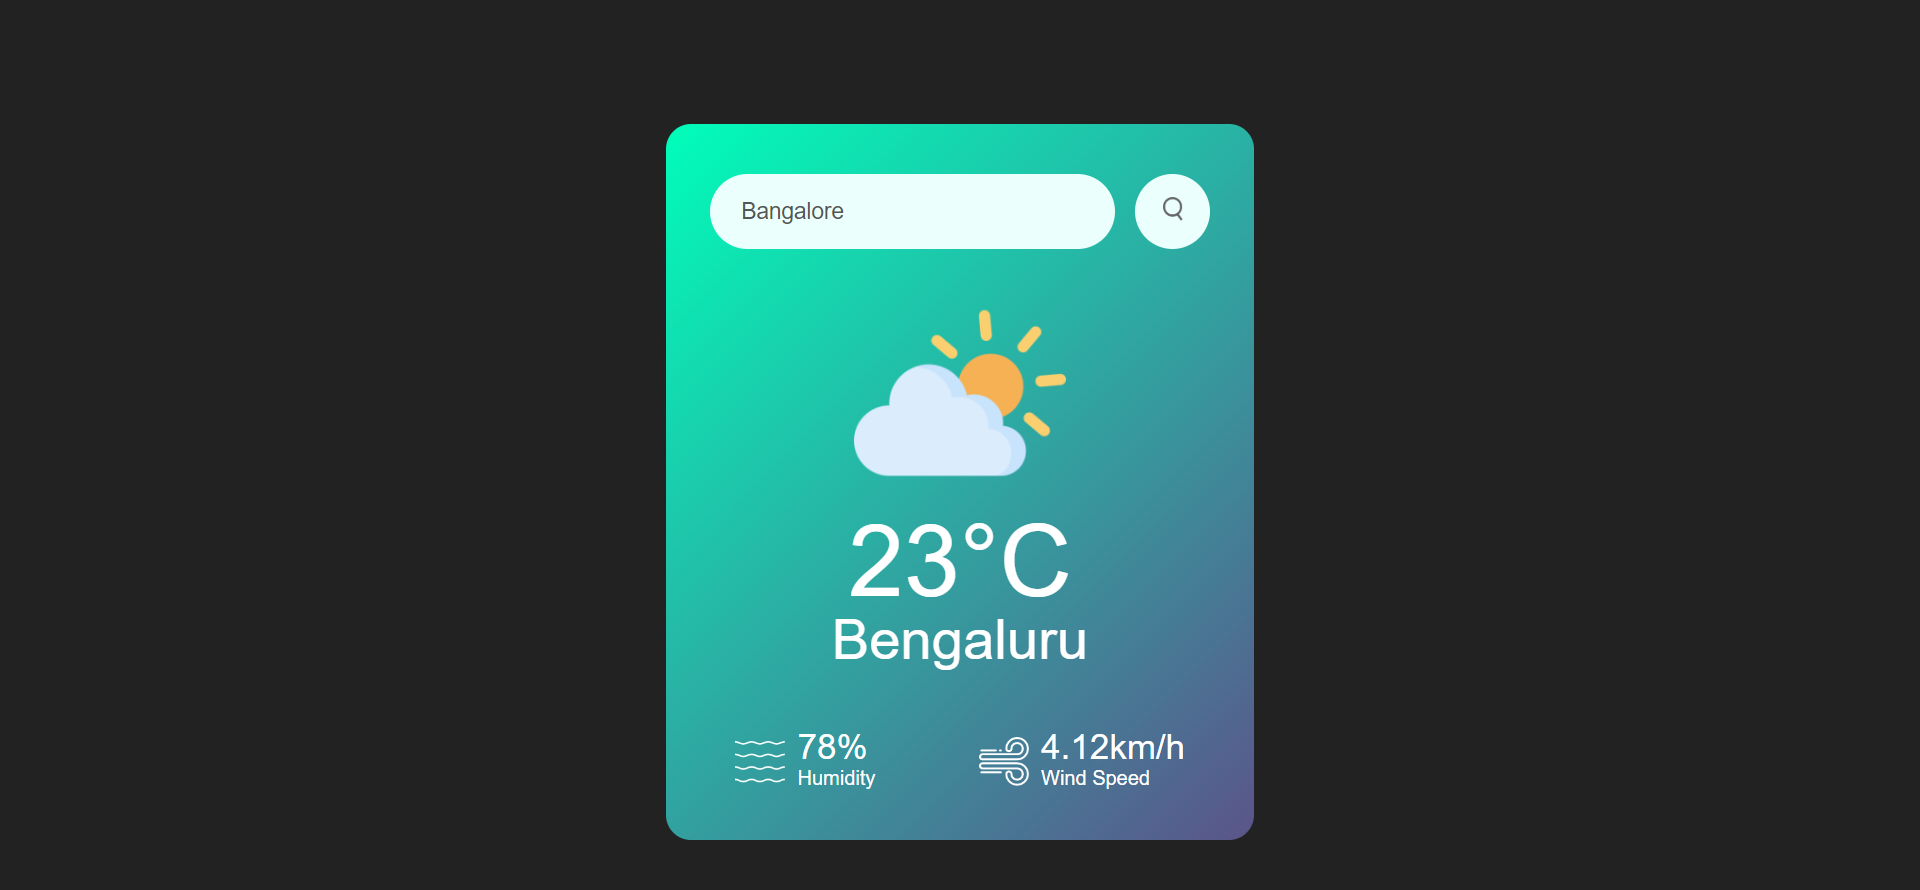 Bangalore
23°C
Bengaluru
78%
Humidity
4.12km/h
Wind Speed